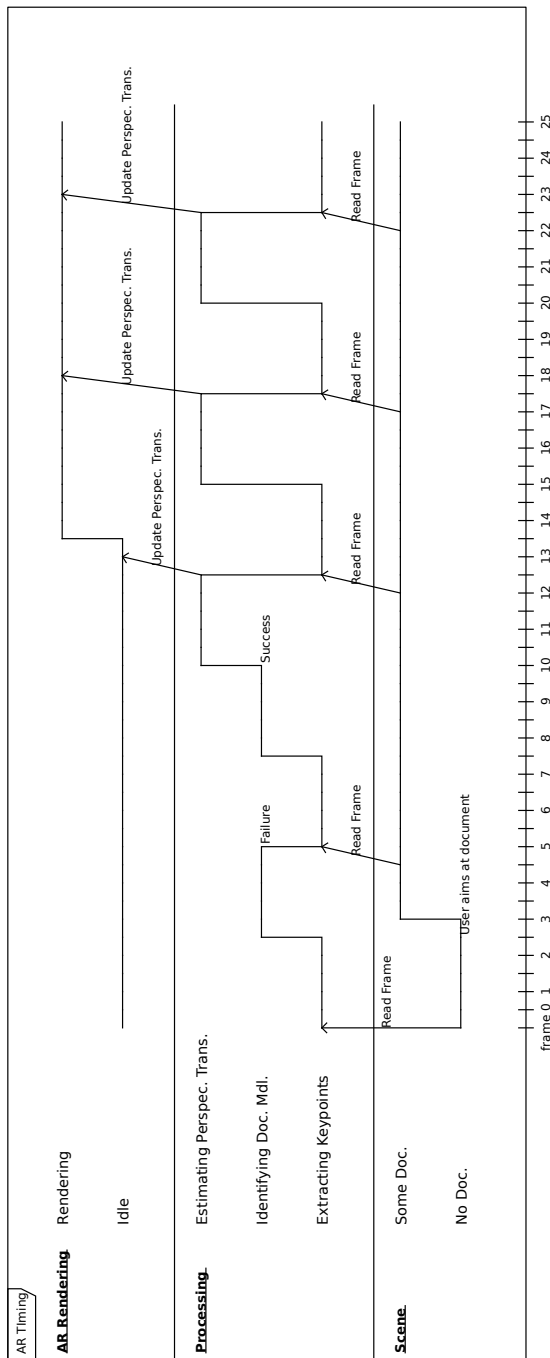 AR TIming
AR Rendering
Rendering
Idle
Update Perspec. Trans.
Update Perspec. Trans.
Update Perspec. Trans.
Processing
Estimating Perspec. Trans.
Identifying Doc. Mdl.
Extracting Keypoints
Failure
Success
Read Frame
Read Frame
Read Frame
Read Frame
Read Frame
Scene
Some Doc.
No Doc.
User aims at document
frame 0 1 2 3 4 5 6 7 8 9 10 11 12 13 14 15 16 17 18 19 20 21 22 23 24 25